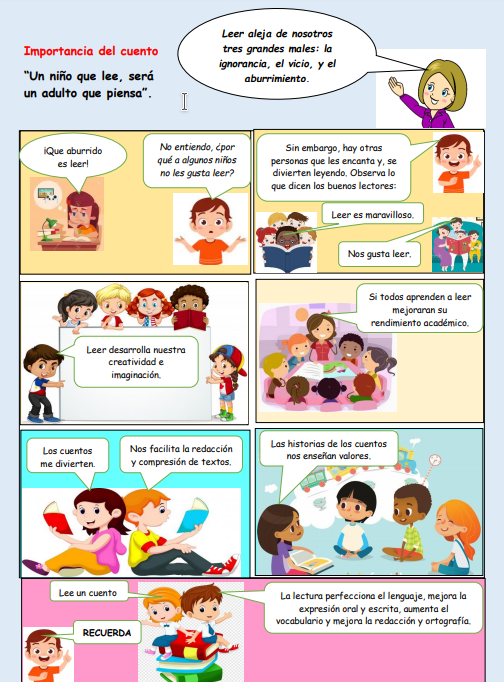 Leer aleja de nosotros
tres grandes males: la
ignorancia, el vicio, y el
aburrimiento.
Importancia del cuento
“Un niño que lee, será
un adulto que piensa”.
¡Que aburrido
es leer!
No entiendo, ¿por
qué a algunos niños
no les gusta leer?
Sin embargo, hay otras
personas que les encanta y, se
divierten leyendo. Observa lo
que dicen los buenos lectores:
Leer es maravilloso.
Nos gusta leer.
Leer desarrolla nuestra
creatividad e
imaginación.
Si todos aprenden a leer
mejoraran su
rendimiento académico.
Los cuentos
me divierten.
Nos facilita la redacción
y compresión de textos.
Las historias de los cuentos
nos enseñan valores.
Lee un cuento
La lectura perfecciona el lenguaje, mejora la
expresión oral y escrita, aumenta el
vocabulario y mejora la redacción y ortografía.
RECUERDA